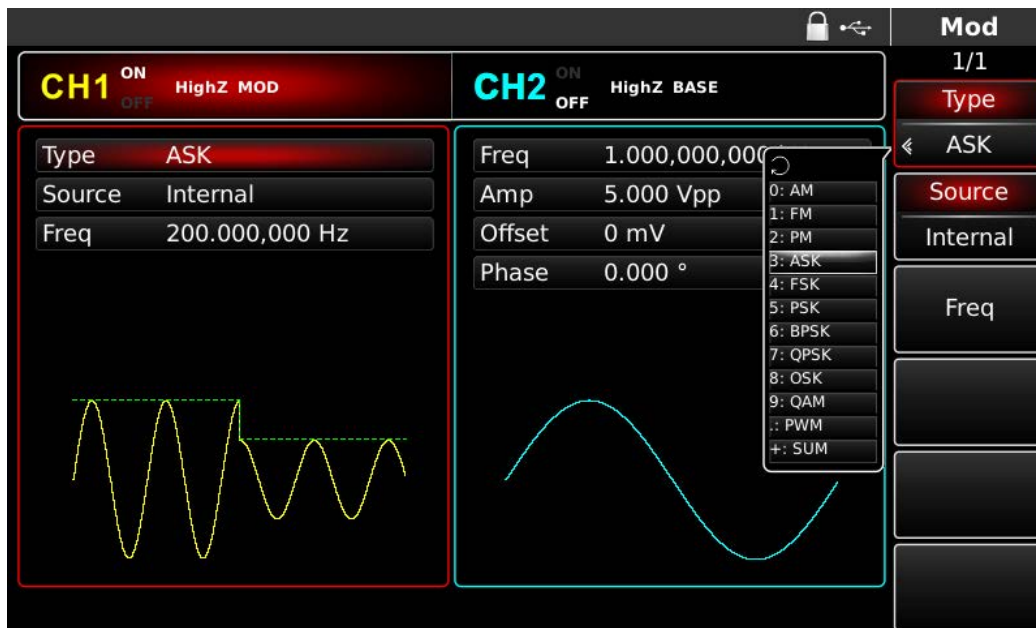 Mod
1/1
CH1 ON OFF HighZ MOD
CH2 ON OFF HighZ BASE
Type ASK
Source Internal
Freq 200.000,000 Hz
Freq 1.000,000,000
Amp 5.000 Vpp
Offset 0 mV
Phase 0.000 °
0: AM
1: FM
2: PM
3: ASK
4: FSK
5: PSK
6: BPSK
7: QPSK
8: OSK
9: QAM
.: PWM
+: SUM
Type
ASK
Source
Internal
Freq